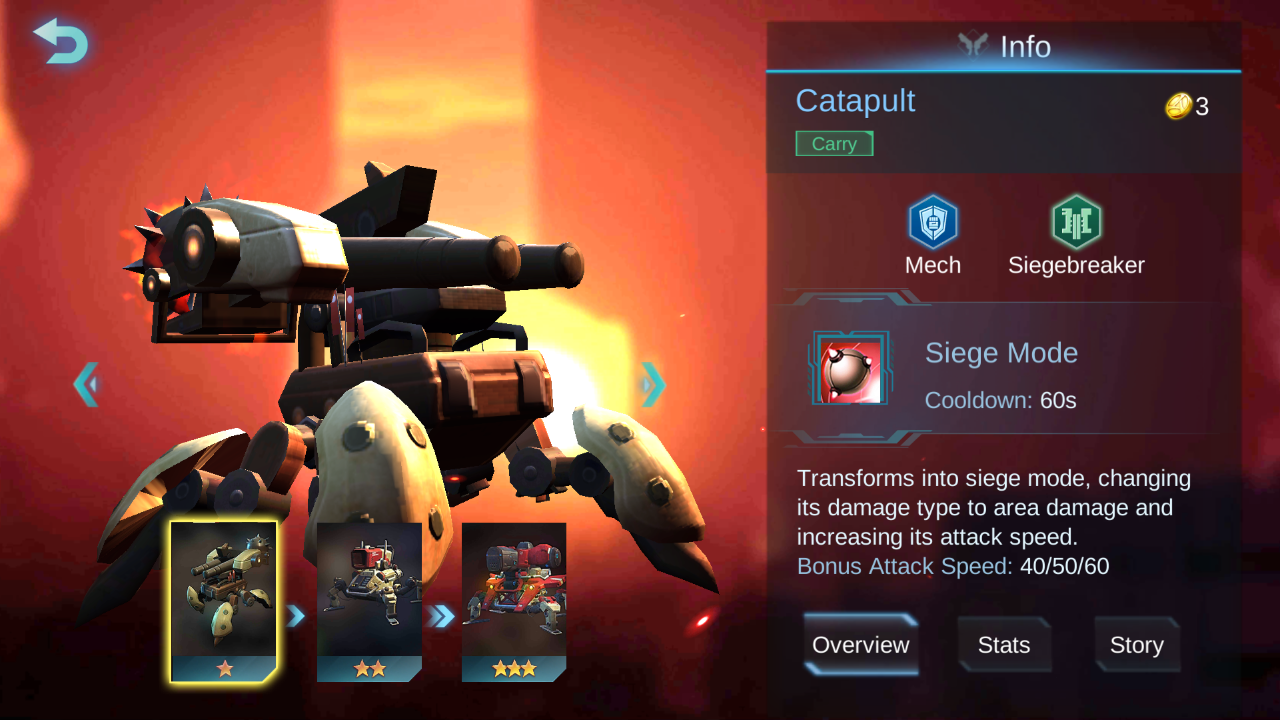 Info
Catapult
3
Carry
Mech
Siegebreaker
Siege Mode
Cooldown: 60s
Transforms into siege mode, changing
its damage type to area damage and
increasing its attack speed.
Bonus Attack Speed: 40/50/60
Overview
Stats
Story